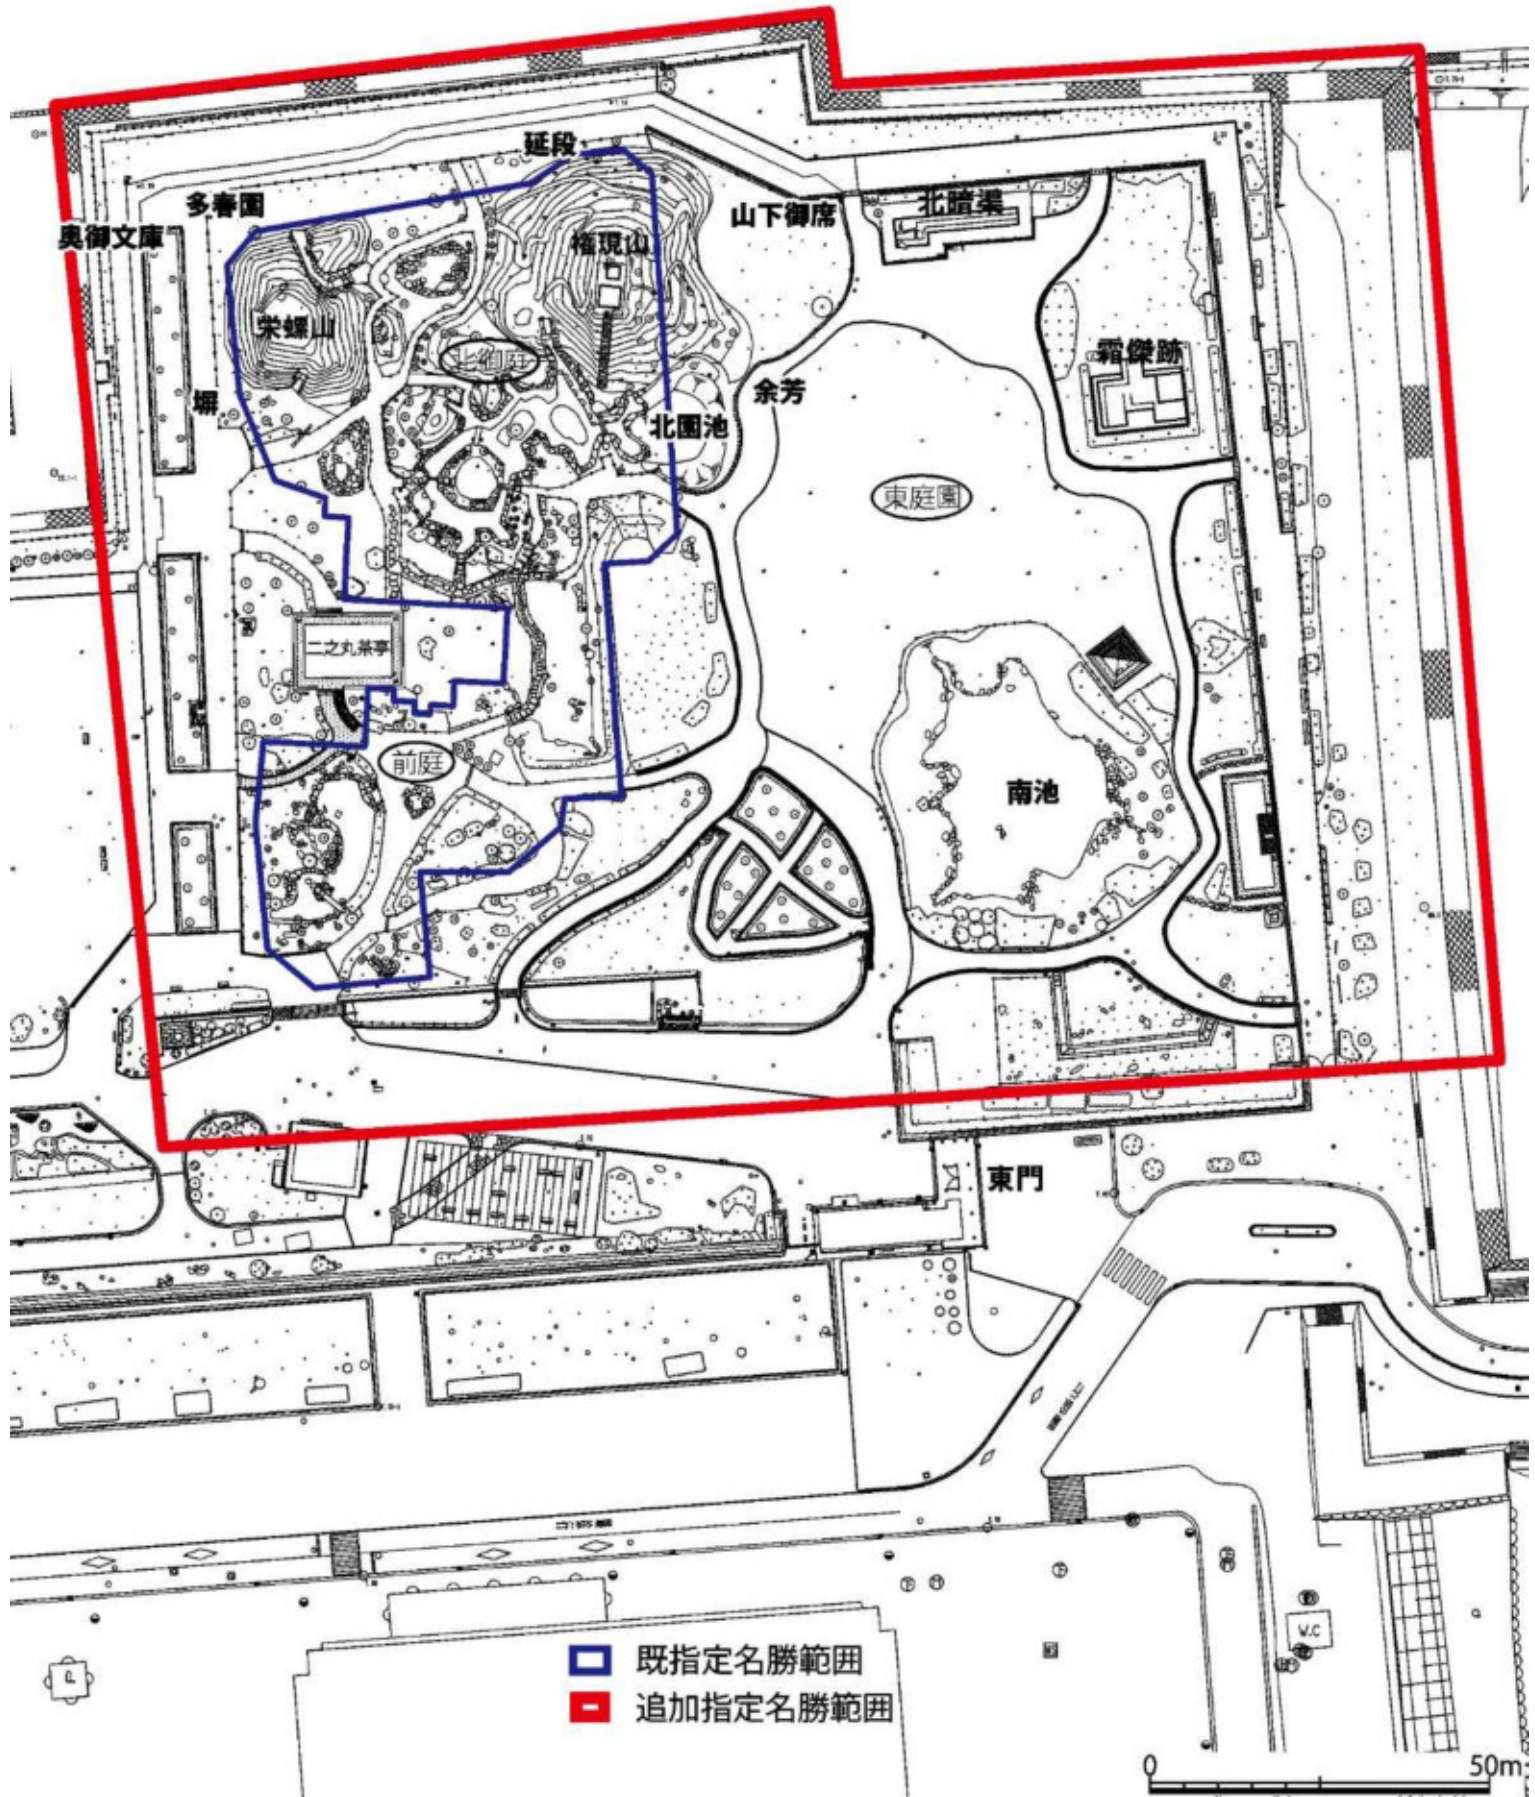 延段
多春園
奥御文庫
山下御席
北暗渠
権現山
栄螺山
北御庭
霜傑跡
塀
余芳
北園池
東庭園
二之丸茶亭
前庭
南池
東門
W.C
既指定名勝範囲
追加指定名勝範囲
0
50m